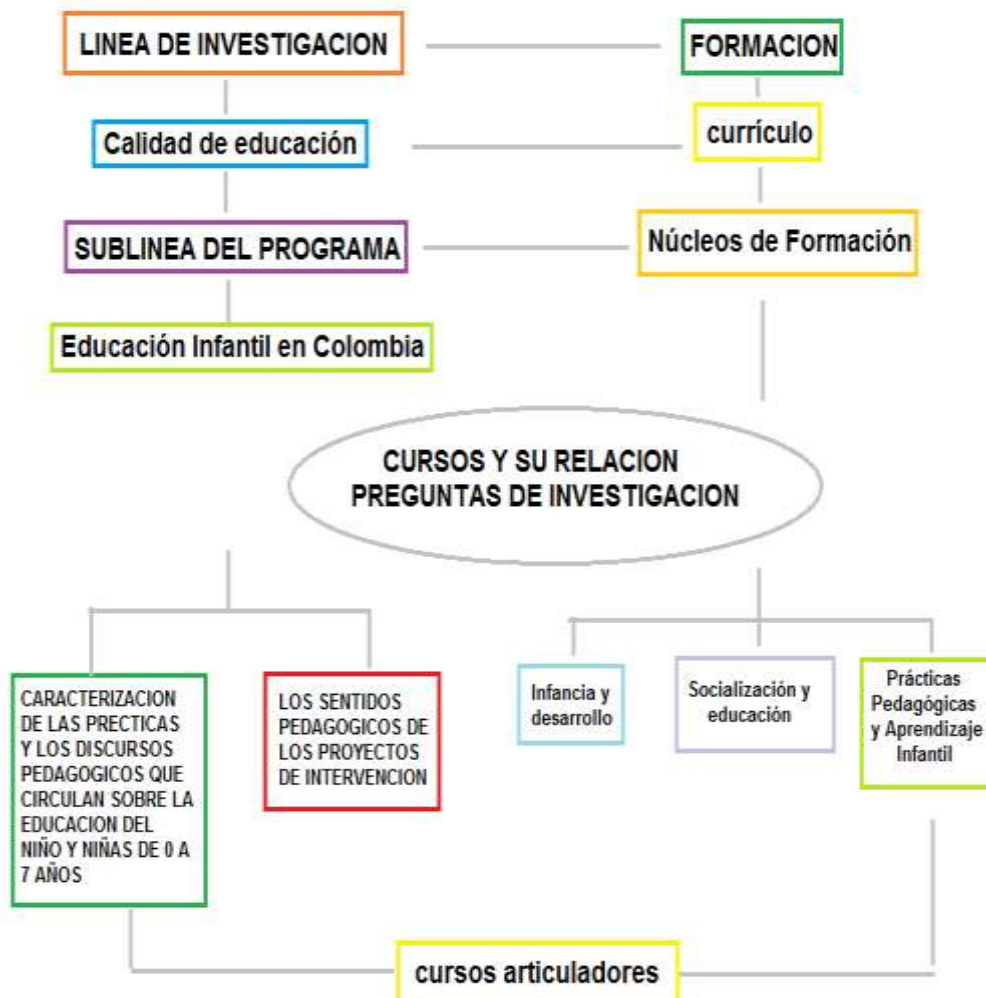 LINEA DE INVESTIGACION
FORMACION
Calidad de educación
currículo
SUBLINEA DEL PROGRAMA
Núcleos de Formación
Educación Infantil en Colombia
CURSOS Y SU RELACION
PREGUNTAS DE INVESTIGACION
CARACTERIZACION
DE LAS PRECTICAS
Y LOS DISCURSOS
PEDAGOGICOS QUE
CIRCULAN SOBRE LA
EDUCACION DEL
NIÑO Y NIÑAS DE 0 A
7 AÑOS
LOS SENTIDOS
PEDAGOGICOS DE
LOS PROYECTOS
DE INTERVENCION
Infancia y
desarrollo
Socialización y
educación
Prácticas
Pedagógicas
y Aprendizaje
Infantil
cursos articuladores